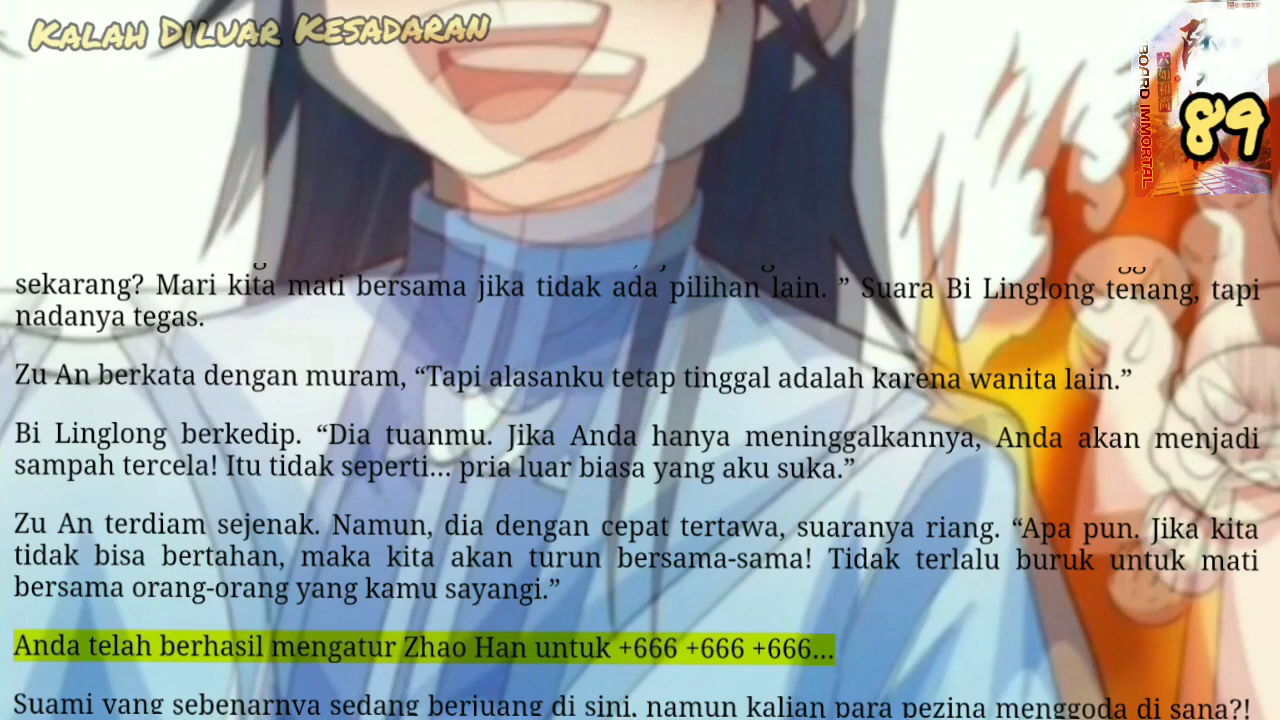 Kalah Diluar Kesadaran
89
BOARD IMMORTAL
sekarang? Mari kita mati bersama jika tidak ada pilihan lain. ” Suara Bi Linglong tenang, tapi
nadanya tegas.
Zu An berkata dengan muram, “Tapi alasanku tetap tinggal adalah karena wanita lain.”
Bi Linglong berkedip. “Dia tuanmu. Jika Anda hanya meninggalkannya, Anda akan menjadi
sampah tercela! Itu tidak seperti… pria luar biasa yang aku suka.”
Zu An terdiam sejenak. Namun, dia dengan cepat tertawa, suaranya riang. “Apa pun. Jika kita
tidak bisa bertahan, maka kita akan turun bersama-sama! Tidak terlalu buruk untuk mati
bersama orang-orang yang kamu sayangi.”
Anda telah berhasil mengatur Zhao Han untuk +666 +666 +666…
Suami yang sebenarnya sedang berjuang di sini, namun kalian para pezina menggoda di sana?!